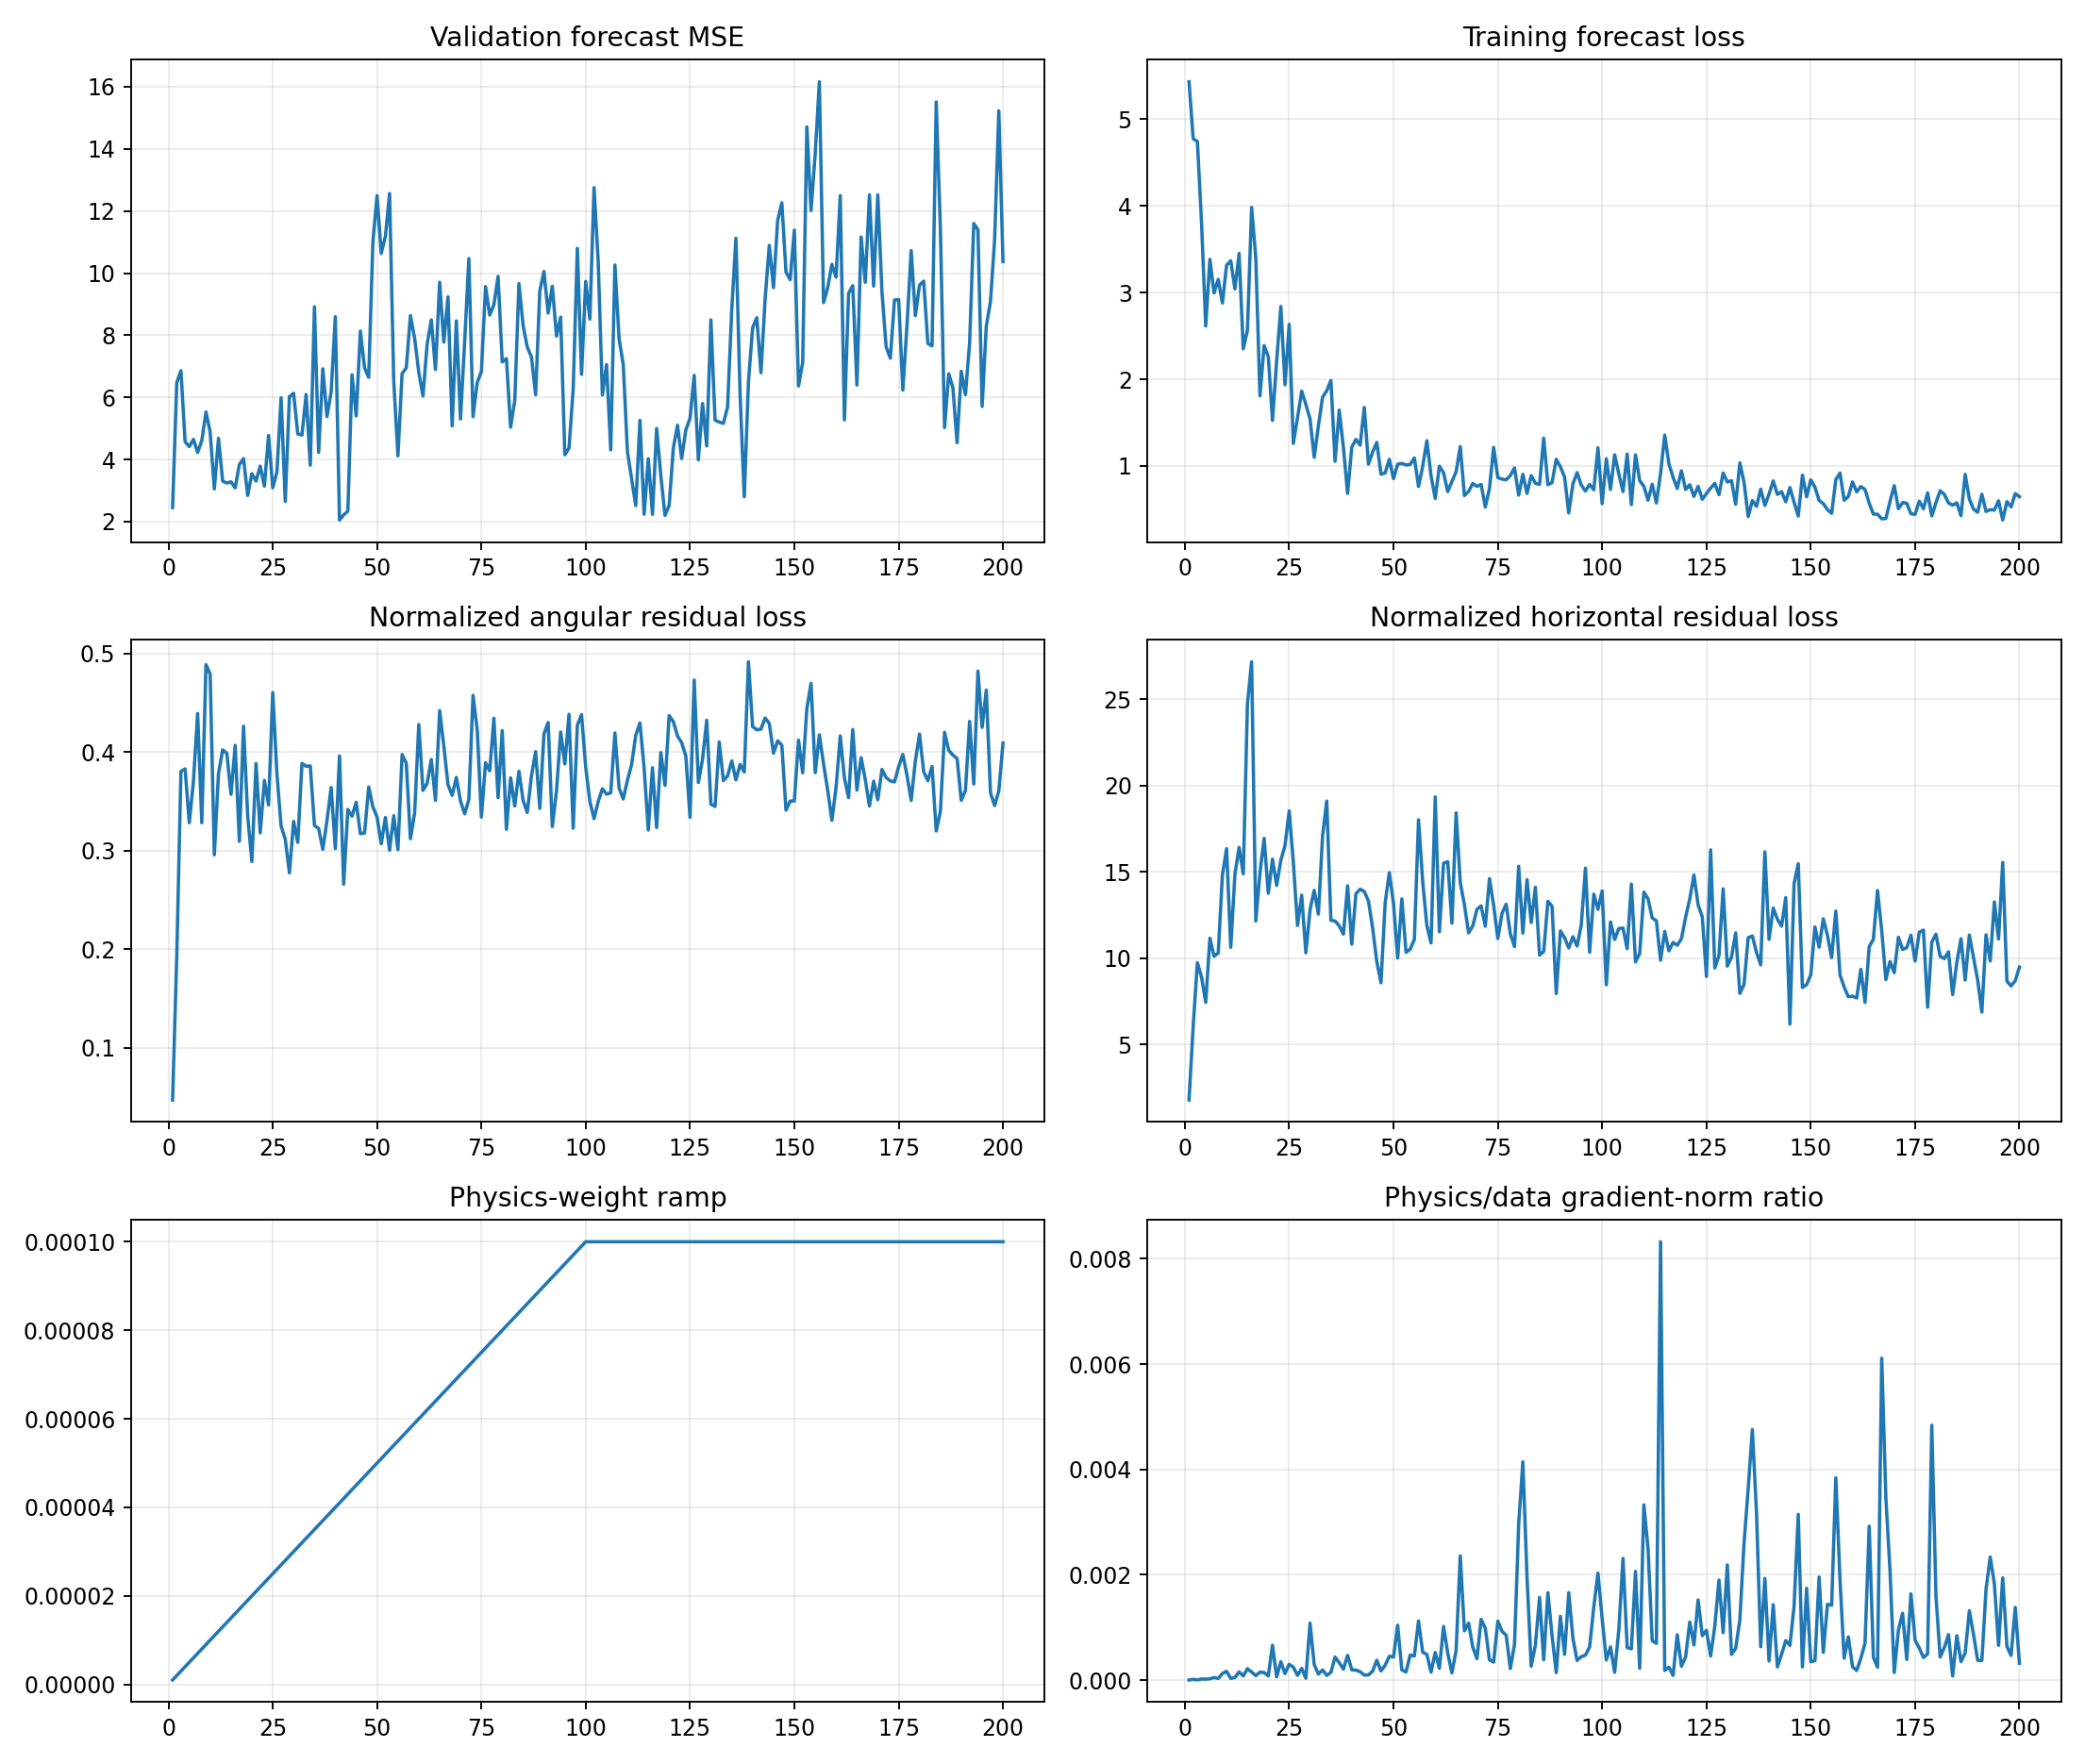 Validation forecast MSE
16
14
12
10
8
6
4
2
0 25 50 75 100 125 150 175 200
Training forecast loss
5
4
3
2
1
0 25 50 75 100 125 150 175 200
Normalized angular residual loss
0.5
0.4
0.3
0.2
0.1
0 25 50 75 100 125 150 175 200
Normalized horizontal residual loss
25
20
15
10
5
0 25 50 75 100 125 150 175 200
Physics-weight ramp
0.00010
0.00008
0.00006
0.00004
0.00002
0.00000
0 25 50 75 100 125 150 175 200
Physics/data gradient-norm ratio
0.008
0.006
0.004
0.002
0.000
0 25 50 75 100 125 150 175 200